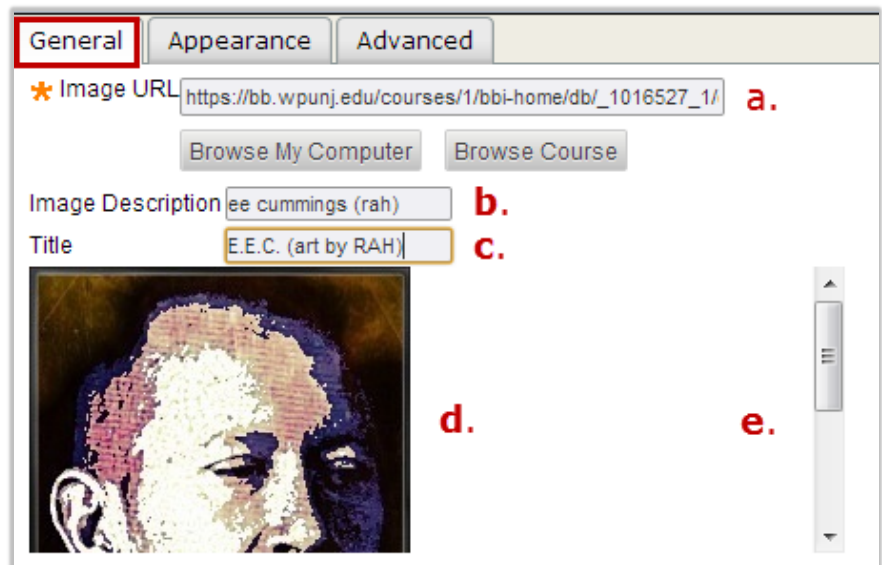 General Appearance Advanced
* Image URL https://bb.wpunj.edu/courses/1/bbi-home/db/_1016527_1/ a.
Browse My Computer Browse Course
Image Description ee cummings (rah) b.
Title E.E.C. (art by RAH) c.
d. e.